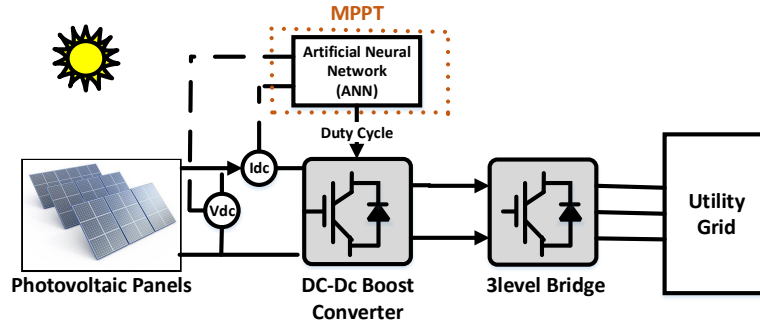 MPPT
Artificial Neural
Network
(ANN)
Duty Cycle
Idc
Vdc
Utility
Grid
Photovoltaic Panels
DC-Dc Boost
Converter
3level Bridge